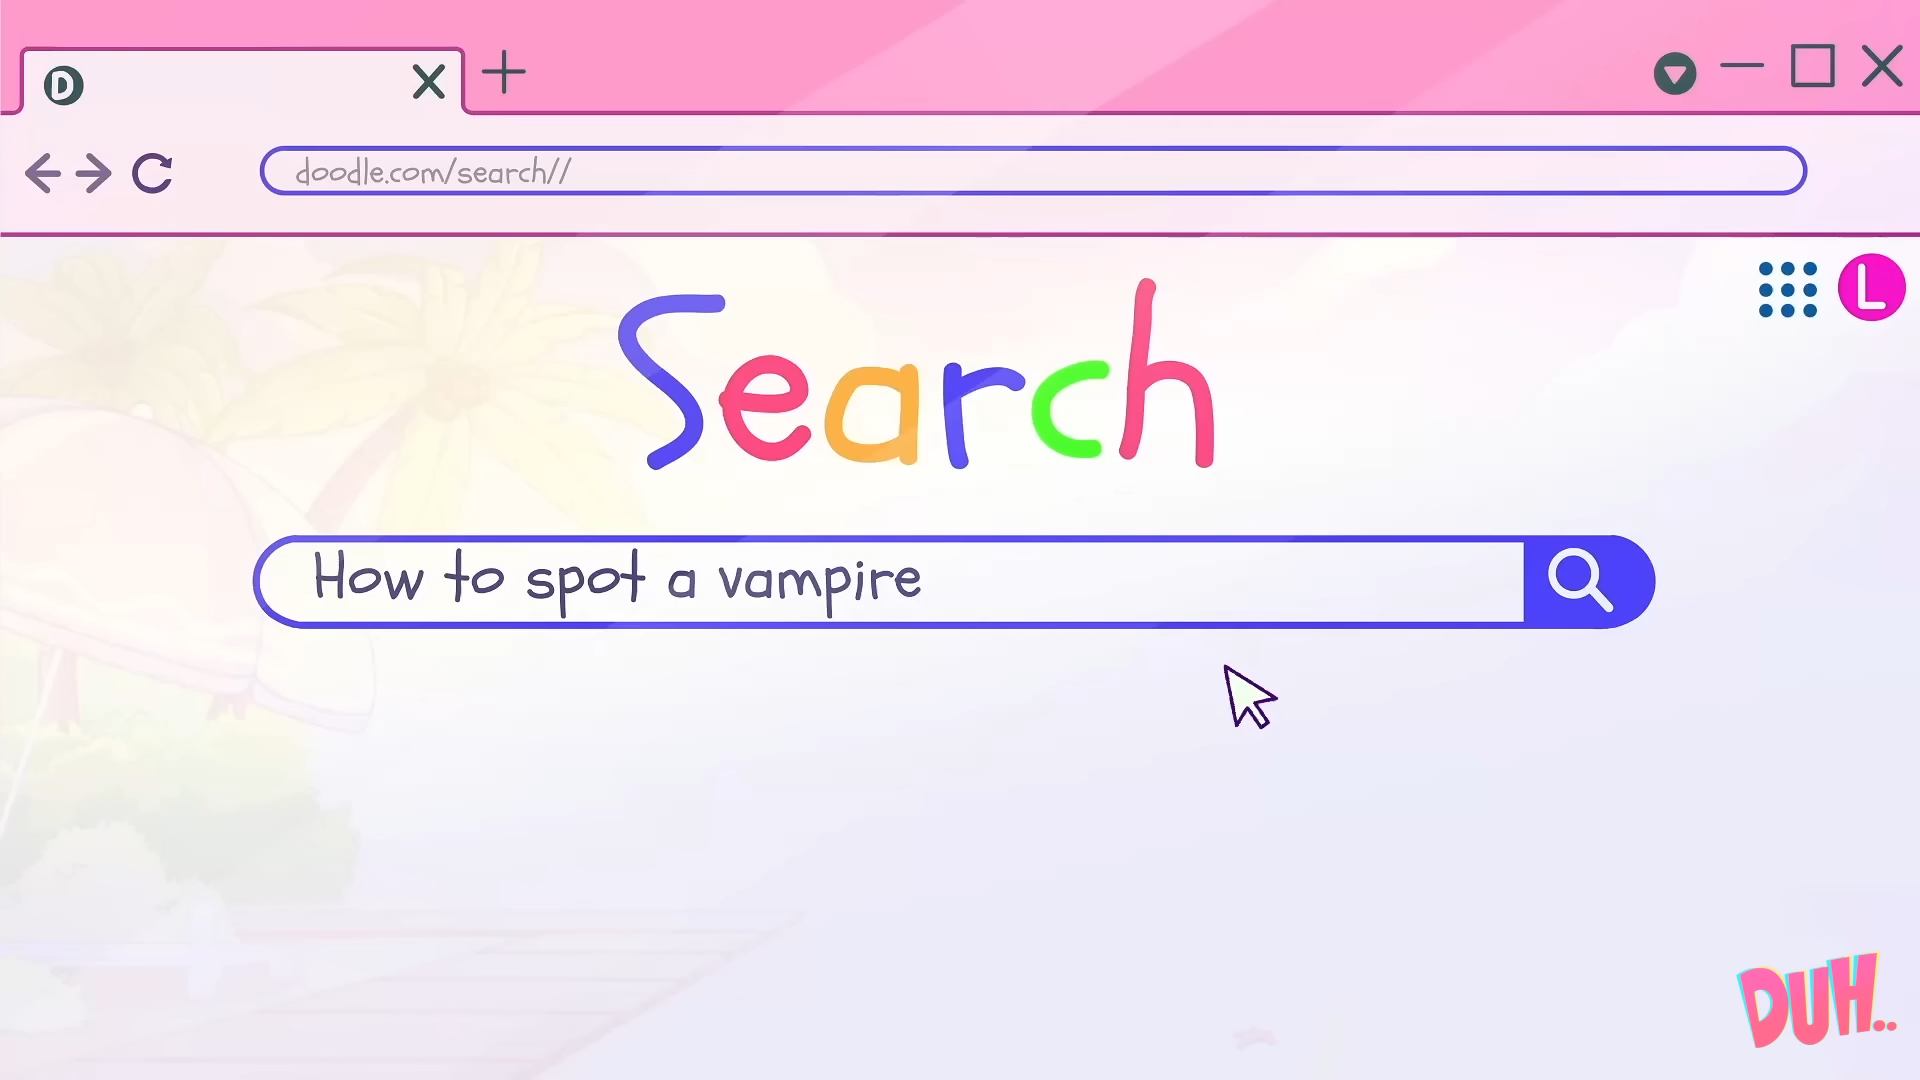 D
doodle.com/search//
L
Search
How to spot a vampire
DUH..